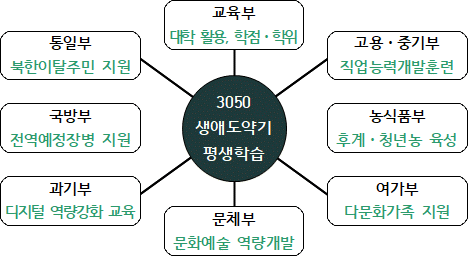 교육부
대학 활용, 학점·학위
통일부
북한이탈주민 지원
고용·중기부
직업능력개발훈련
3050
생애도약기
평생학습
국방부
전역예정장병 지원
농식품부
후계·청년농 육성
과기부
디지털 역량강화 교육
여가부
다문화가족 지원
문체부
문화예술 역량개발